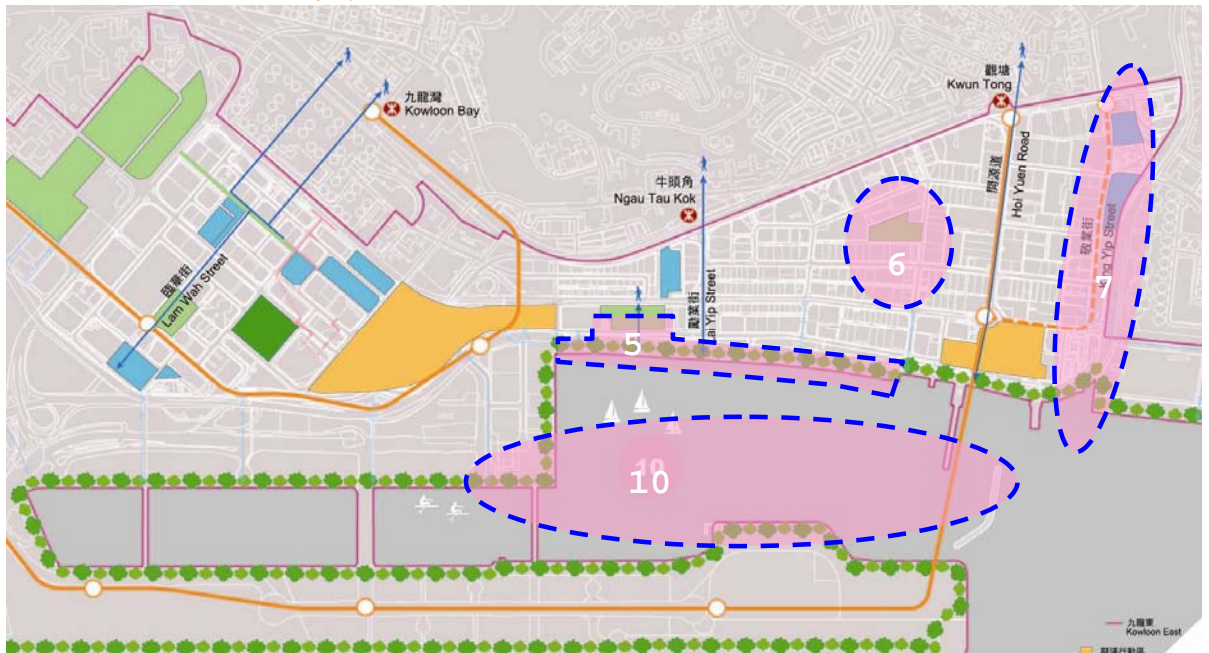 九龍灣
Kowloon Bay
觀塘
Kwun Tong
牛頭角
Ngau Tau Kok
開源道
Hoi Yuen Road
敬業街
King Yip Street
臨華街
Lam Wah Street
勵業街
Lai Yip Street
5
6
7
10
九龍東
Kowloon East